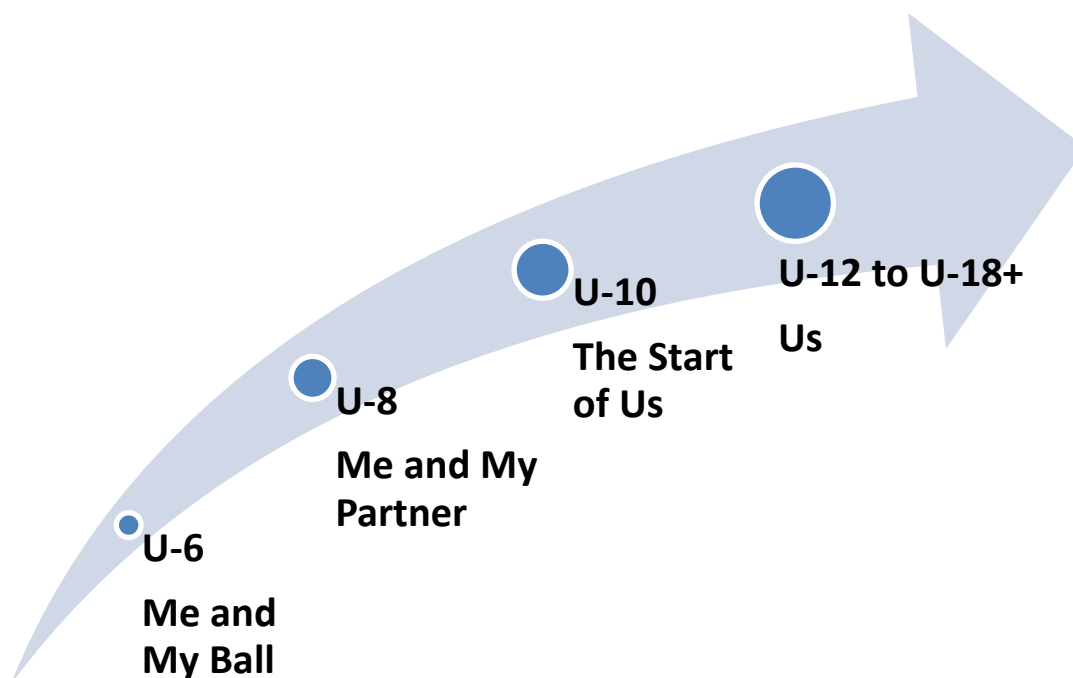 U-6
Me and
My Ball
U-8
Me and My
Partner
U-10
The Start
of Us
U-12 to U-18+
Us